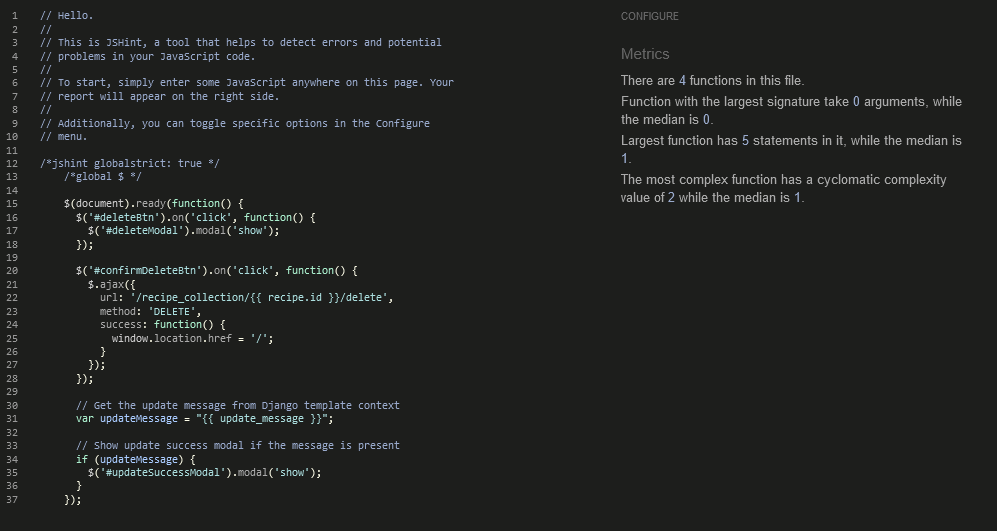 1 // Hello.
2 //
3 // This is JSHint, a tool that helps to detect errors and potential
4 // problems in your JavaScript code.
5 //
6 // To start, simply enter some JavaScript anywhere on this page. Your
7 // report will appear on the right side.
8 //
9 // Additionally, you can toggle specific options in the Configure
10 // menu.
11
12 /*jshint globalstrict: true */
13     /*global $ */
14
15     $(document).ready(function() {
16       $('#deleteBtn').on('click', function() {
17         $('#deleteModal').modal('show');
18       });
19
20       $('#confirmDeleteBtn').on('click', function() {
21         $.ajax({
22           url: '/recipe_collection/{{ recipe.id }}/delete',
23           method: 'DELETE',
24           success: function() {
25             window.location.href = '/';
26           }
27         });
28       });
29
30       // Get the update message from Django template context
31       var updateMessage = "{{ update_message }}";
32
33       // Show update success modal if the message is present
34       if (updateMessage) {
35         $('#updateSuccessModal').modal('show');
36       }
37     });
CONFIGURE
Metrics
There are 4 functions in this file.
Function with the largest signature take 0 arguments, while
the median is 0.
Largest function has 5 statements in it, while the median is
1.
The most complex function has a cyclomatic complexity
value of 2 while the median is 1.